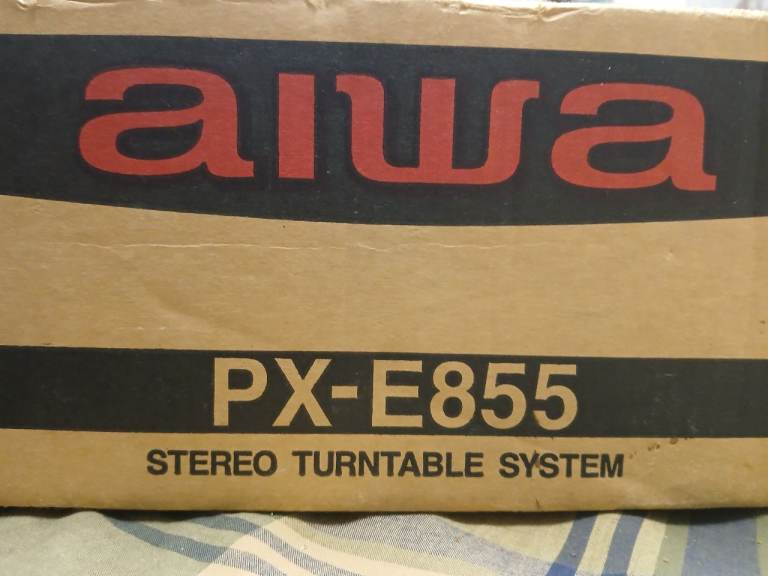 aiwa
PX-E855
STEREO TURNTABLE SYSTEM